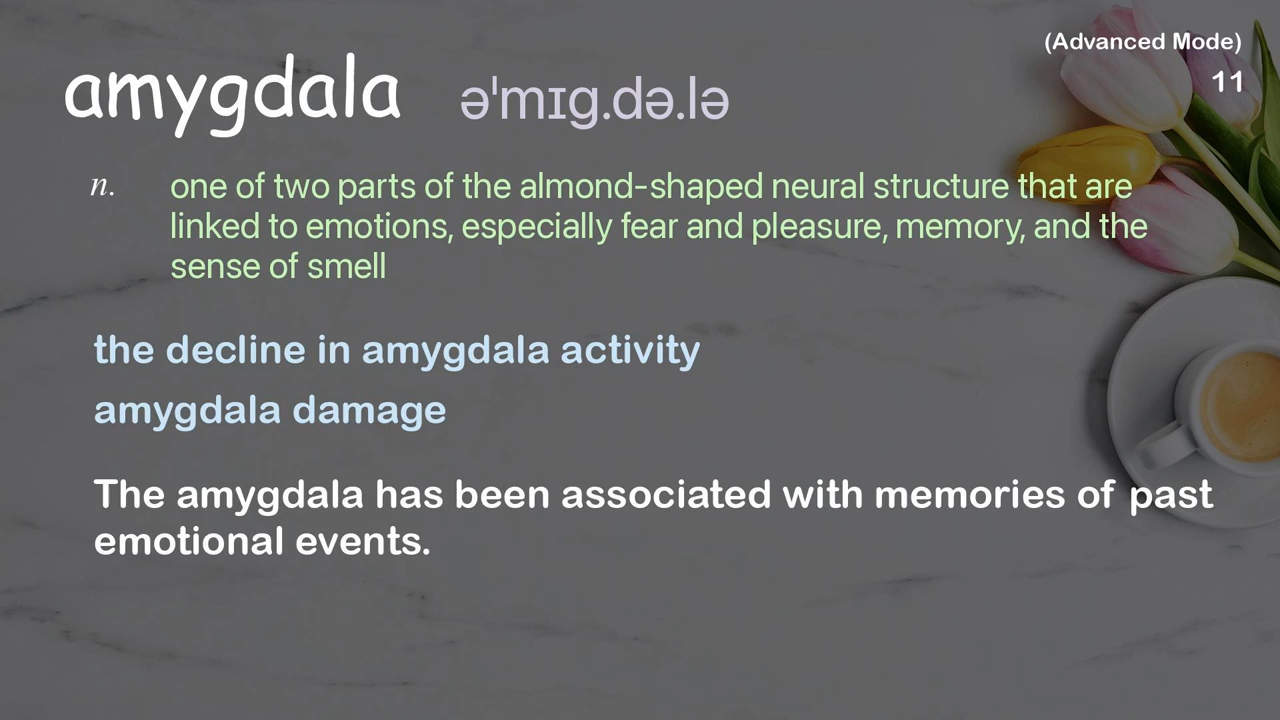 (Advanced Mode)
11
amygdala əˈmɪg.də.lə
n. one of two parts of the almond-shaped neural structure that are
linked to emotions, especially fear and pleasure, memory, and the
sense of smell
the decline in amygdala activity
amygdala damage
The amygdala has been associated with memories of past
emotional events.